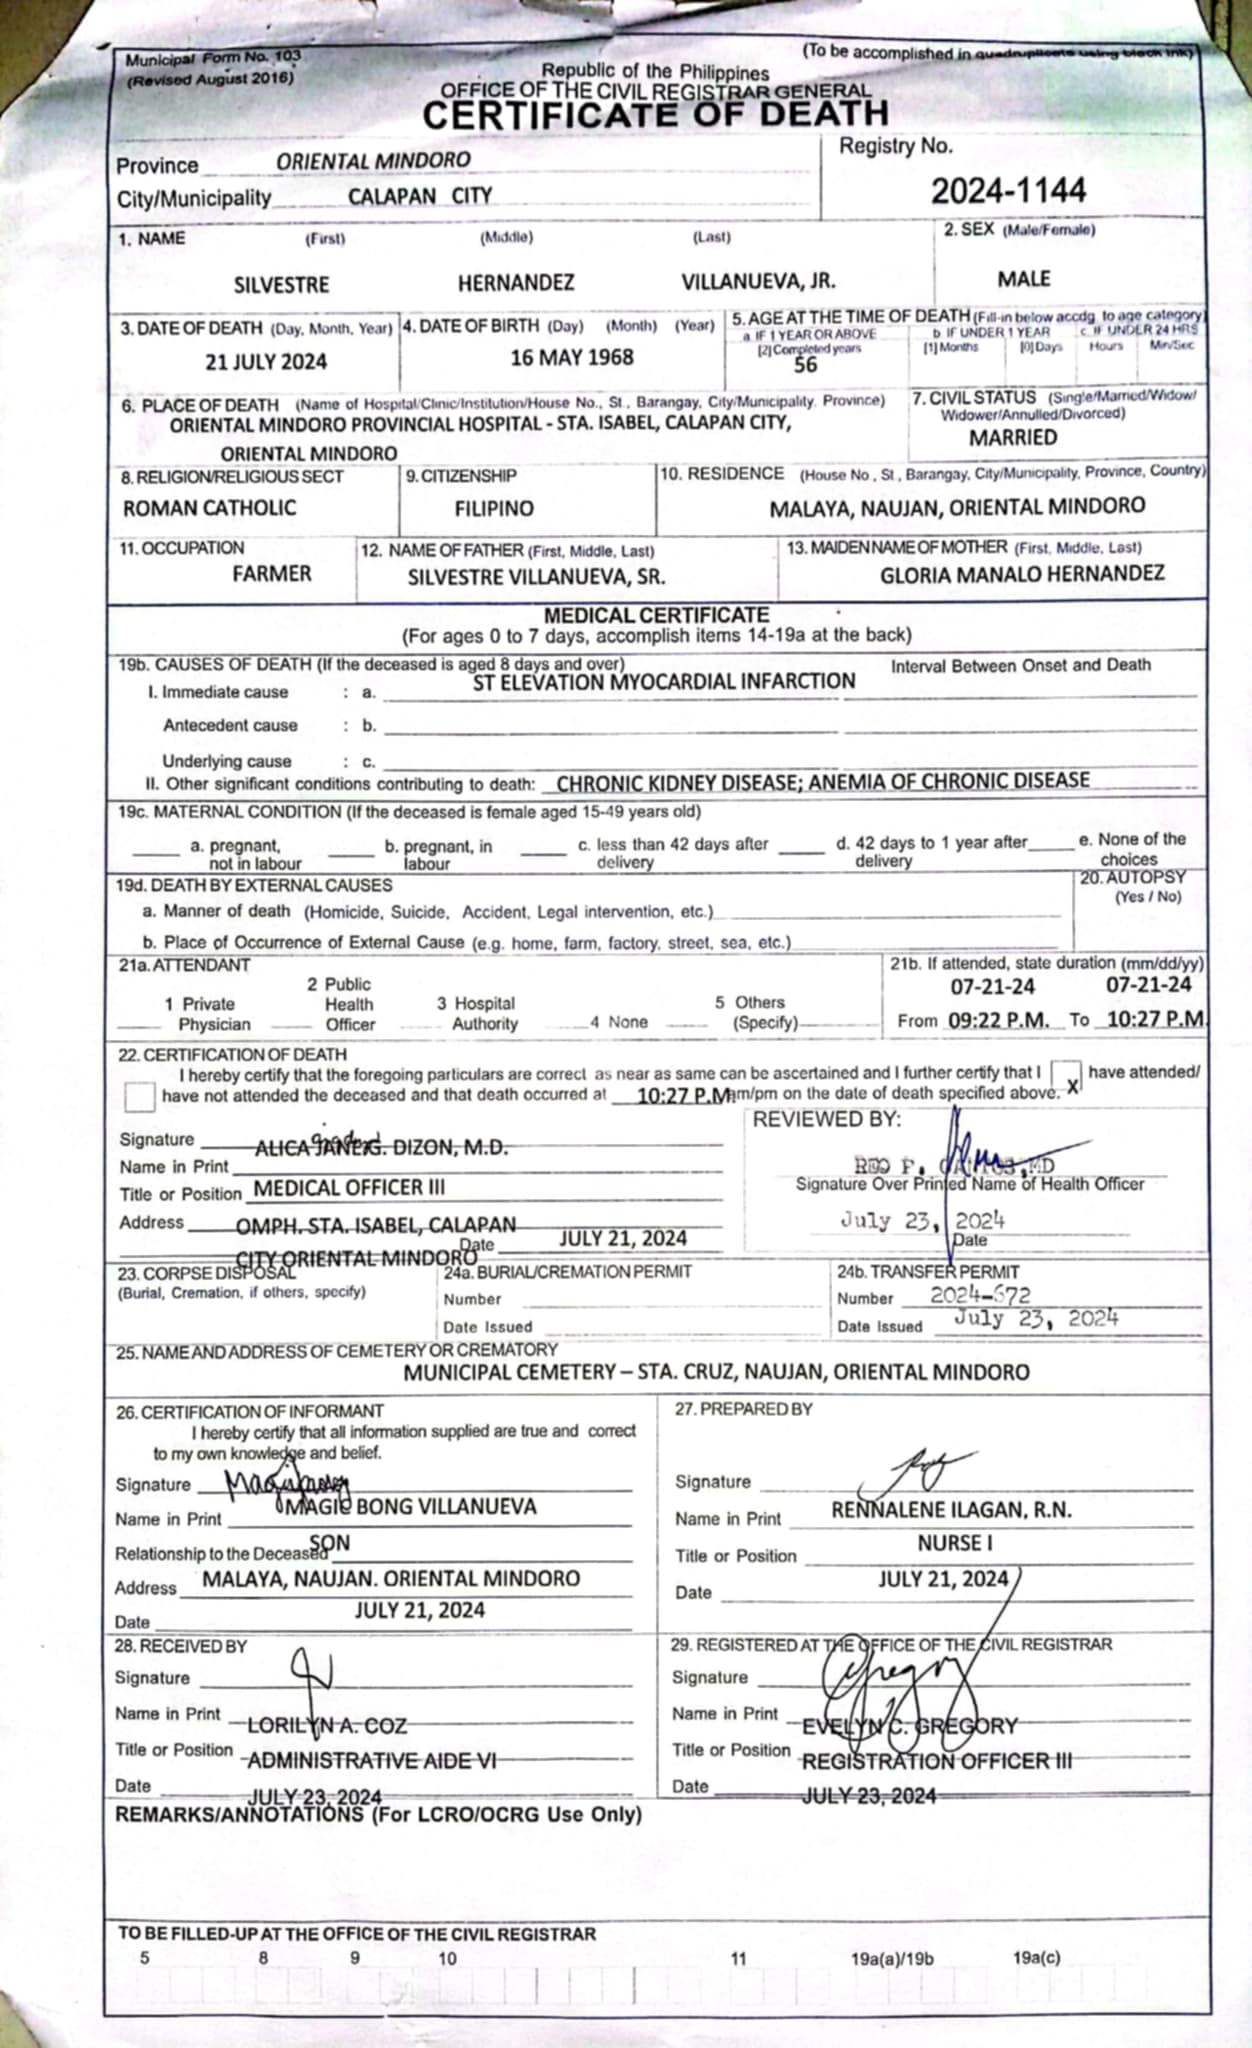 Municipal Form No. 103
(Revised August 2016)
(To be accomplished in quadruplicate using black ink)
Republic of the Philippines
OFFICE OF THE CIVIL REGISTRAR GENERAL
CERTIFICATE OF DEATH
Province ORIENTAL MINDORO
City/Municipality CALAPAN CITY
Registry No.
2024-1144
1. NAME (First) (Middle) (Last)
SILVESTRE HERNANDEZ VILLANUEVA, JR.
2. SEX (Male/Female)
MALE
3. DATE OF DEATH (Day, Month, Year)
21 JULY 2024
4. DATE OF BIRTH (Day) (Month) (Year)
16 MAY 1968
5. AGE AT THE TIME OF DEATH (Fill-in below accdg. to age category)
a. IF 1 YEAR OR ABOVE
[2] Completed years
56
b. IF UNDER 1 YEAR
[1] Months [0] Days
c. IF UNDER 24 HRS
Hours Min/Sec
6. PLACE OF DEATH (Name of Hospital/Clinic/Institution/House No., St., Barangay, City/Municipality, Province)
ORIENTAL MINDORO PROVINCIAL HOSPITAL - STA. ISABEL, CALAPAN CITY,
ORIENTAL MINDORO
7. CIVIL STATUS (Single/Married/Widow/
Widower/Annulled/Divorced)
MARRIED
8. RELIGION/RELIGIOUS SECT
ROMAN CATHOLIC
9. CITIZENSHIP
FILIPINO
10. RESIDENCE (House No., St., Barangay, City/Municipality, Province, Country)
MALAYA, NAUJAN, ORIENTAL MINDORO
11. OCCUPATION
FARMER
12. NAME OF FATHER (First, Middle, Last)
SILVESTRE VILLANUEVA, SR.
13. MAIDEN NAME OF MOTHER (First, Middle, Last)
GLORIA MANALO HERNANDEZ
MEDICAL CERTIFICATE
(For ages 0 to 7 days, accomplish items 14-19a at the back)
19b. CAUSES OF DEATH (If the deceased is aged 8 days and over) Interval Between Onset and Death
I. Immediate cause : a. ST ELEVATION MYOCARDIAL INFARCTION
Antecedent cause : b.
Underlying cause : c.
II. Other significant conditions contributing to death: CHRONIC KIDNEY DISEASE; ANEMIA OF CHRONIC DISEASE
19c. MATERNAL CONDITION (If the deceased is female aged 15-49 years old)
a. pregnant, not in labour
b. pregnant, in labour
c. less than 42 days after delivery
d. 42 days to 1 year after delivery
e. None of the choices
19d. DEATH BY EXTERNAL CAUSES
a. Manner of death (Homicide, Suicide, Accident, Legal intervention, etc.)
b. Place of Occurrence of External Cause (e.g. home, farm, factory, street, sea, etc.)
20. AUTOPSY
(Yes / No)
21a. ATTENDANT
1 Private Physician
2 Public Health Officer
3 Hospital Authority
4 None
5 Others (Specify)
21b. If attended, state duration (mm/dd/yy)
07-21-24 07-21-24
From 09:22 P.M. To 10:27 P.M.
22. CERTIFICATION OF DEATH
I hereby certify that the foregoing particulars are correct as near as same can be ascertained and I further certify that I X have attended/
have not attended the deceased and that death occurred at 10:27 P.M am/pm on the date of death specified above.
Signature
ALICA JANE G. DIZON, M.D.
Name in Print
Title or Position MEDICAL OFFICER III
Address OMPH. STA. ISABEL, CALAPAN
CITY ORIENTAL MINDORO
Date JULY 21, 2024
REVIEWED BY:
Signature Over Printed Name of Health Officer
July 23, 2024
Date
23. CORPSE DISPOSAL
(Burial, Cremation, if others, specify)
24a. BURIAL/CREMATION PERMIT
Number
Date Issued
24b. TRANSFER PERMIT
Number 2024-672
Date Issued July 23, 2024
25. NAME AND ADDRESS OF CEMETERY OR CREMATORY
MUNICIPAL CEMETERY – STA. CRUZ, NAUJAN, ORIENTAL MINDORO
26. CERTIFICATION OF INFORMANT
I hereby certify that all information supplied are true and correct
to my own knowledge and belief.
Signature
Name in Print MAGIC BONG VILLANUEVA
Relationship to the Deceased SON
Address MALAYA, NAUJAN. ORIENTAL MINDORO
Date JULY 21, 2024
27. PREPARED BY
Signature
Name in Print RENNALENE ILAGAN, R.N.
Title or Position NURSE I
Date JULY 21, 2024
28. RECEIVED BY
Signature
Name in Print LORILYN A. COZ
Title or Position ADMINISTRATIVE AIDE VI
Date JULY 23, 2024
29. REGISTERED AT THE OFFICE OF THE CIVIL REGISTRAR
Signature
Name in Print EVELYN C. GREGORY
Title or Position REGISTRATION OFFICER III
Date JULY 23, 2024
REMARKS/ANNOTATIONS (For LCRO/OCRG Use Only)
TO BE FILLED-UP AT THE OFFICE OF THE CIVIL REGISTRAR
5 8 9 10 11 19a(a)/19b 19a(c)